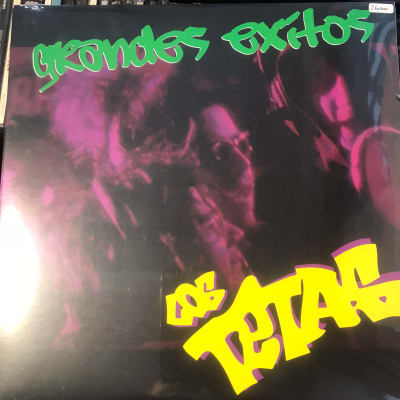 Grandes Exitos
Los
Tetas